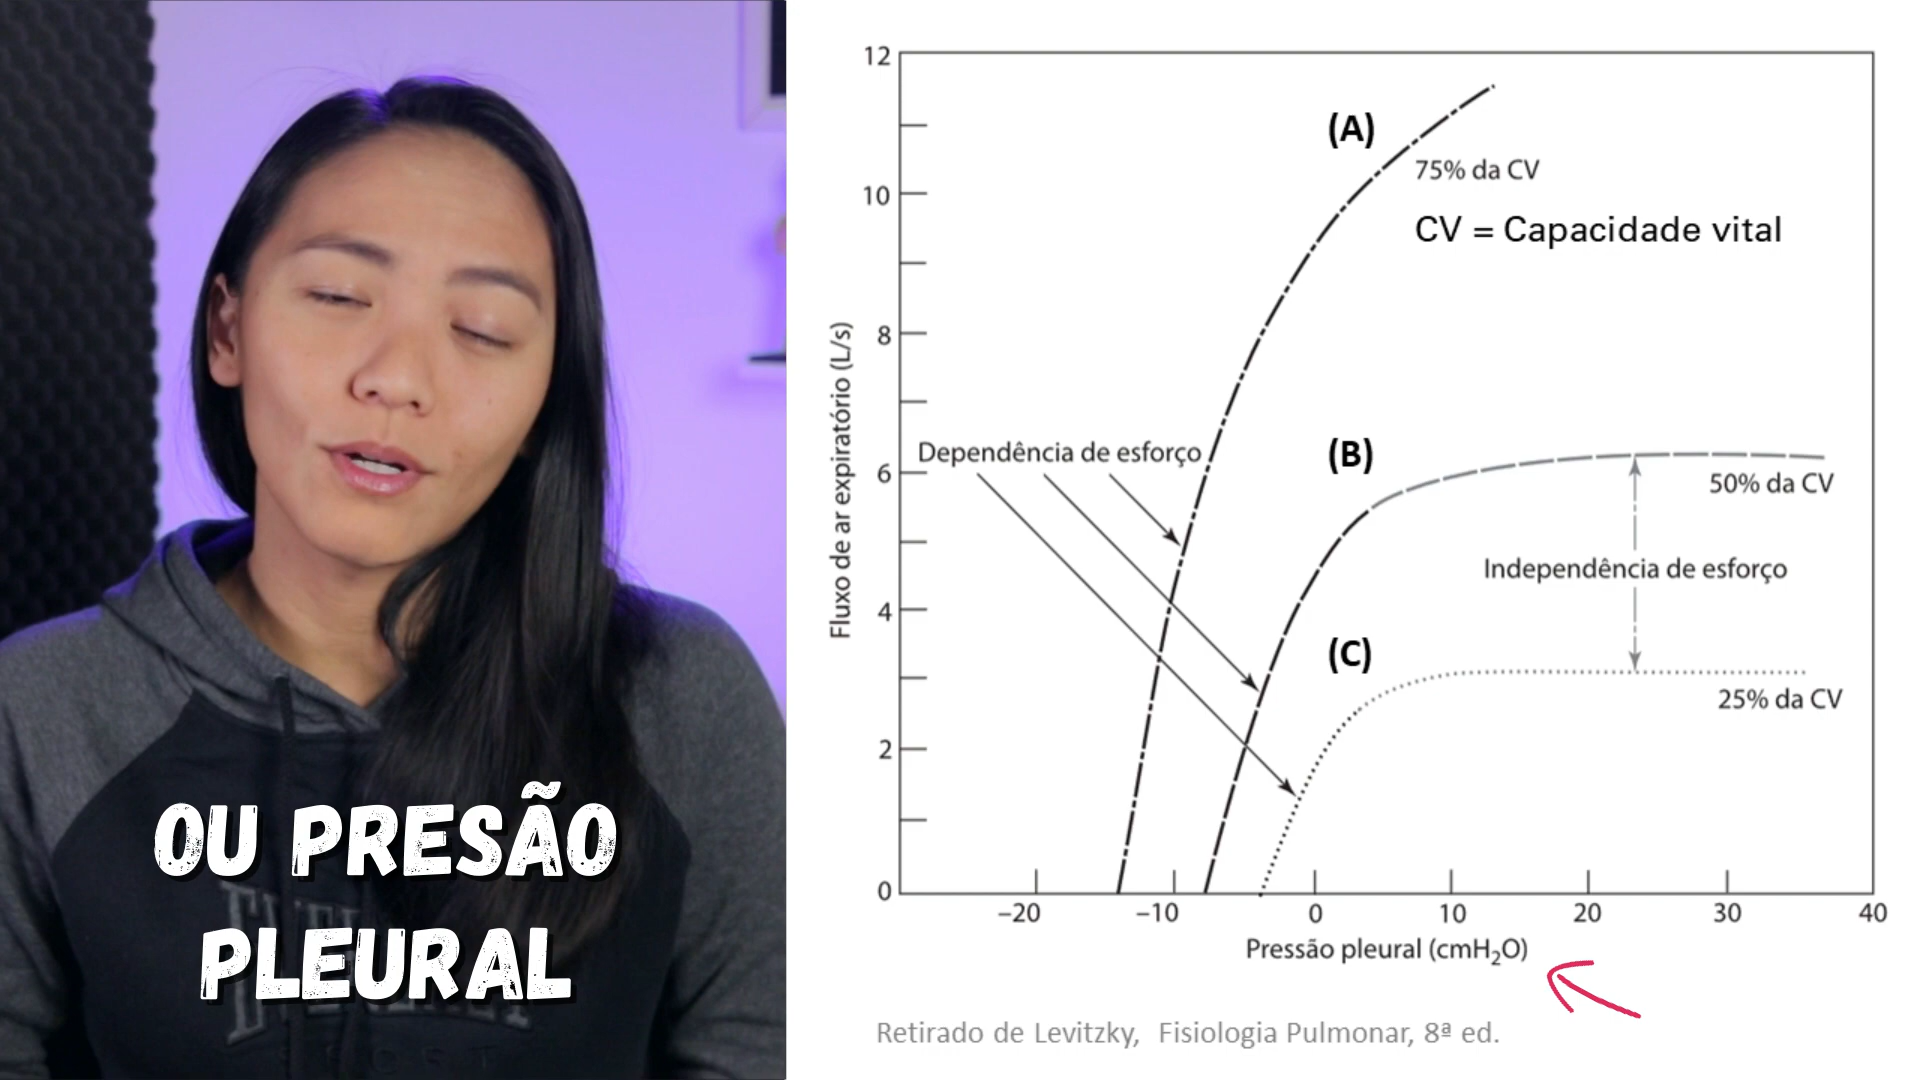 OU PRESÃO
PLEURAL
12
10
8
6
4
2
0
Fluxo de ar expiratório (L/s)
(A)
75% da CV
CV = Capacidade vital
Dependência de esforço
(B)
50% da CV
Independência de esforço
(C)
25% da CV
−20 −10 0 10 20 30 40
Pressão pleural (cmH₂O)
Retirado de Levitzky, Fisiologia Pulmonar, 8ª ed.